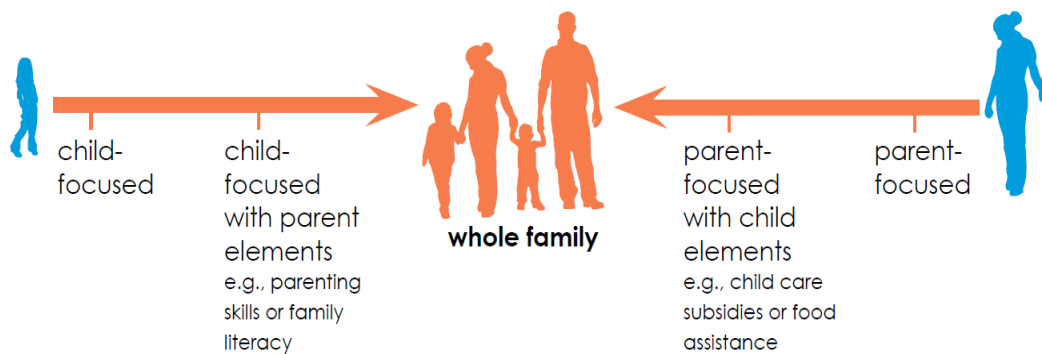 child-
focused
child-
focused
with parent
elements
e.g., parenting
skills or family
literacy
whole family
parent-
focused
with child
elements
e.g., child care
subsidies or food
assistance
parent-
focused